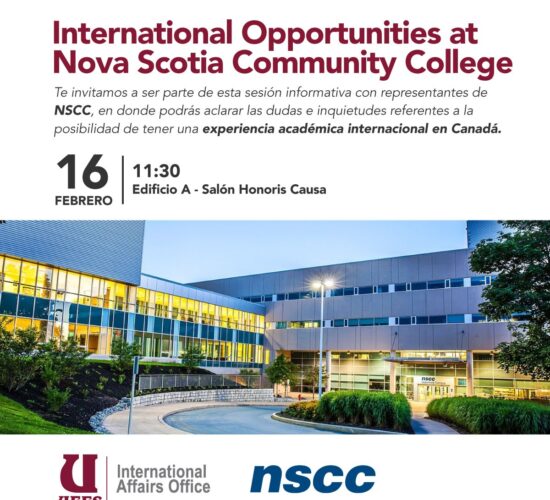 International Opportunities at
Nova Scotia Community College
Te invitamos a ser parte de esta sesión informativa con representantes de
NSCC, en donde podrás aclarar las dudas e inquietudes referentes a la
posibilidad de tener una experiencia académica internacional en Canadá.
16
FEBRERO
11:30
Edificio A - Salón Honoris Causa
nscc
International
Affairs Office
nscc